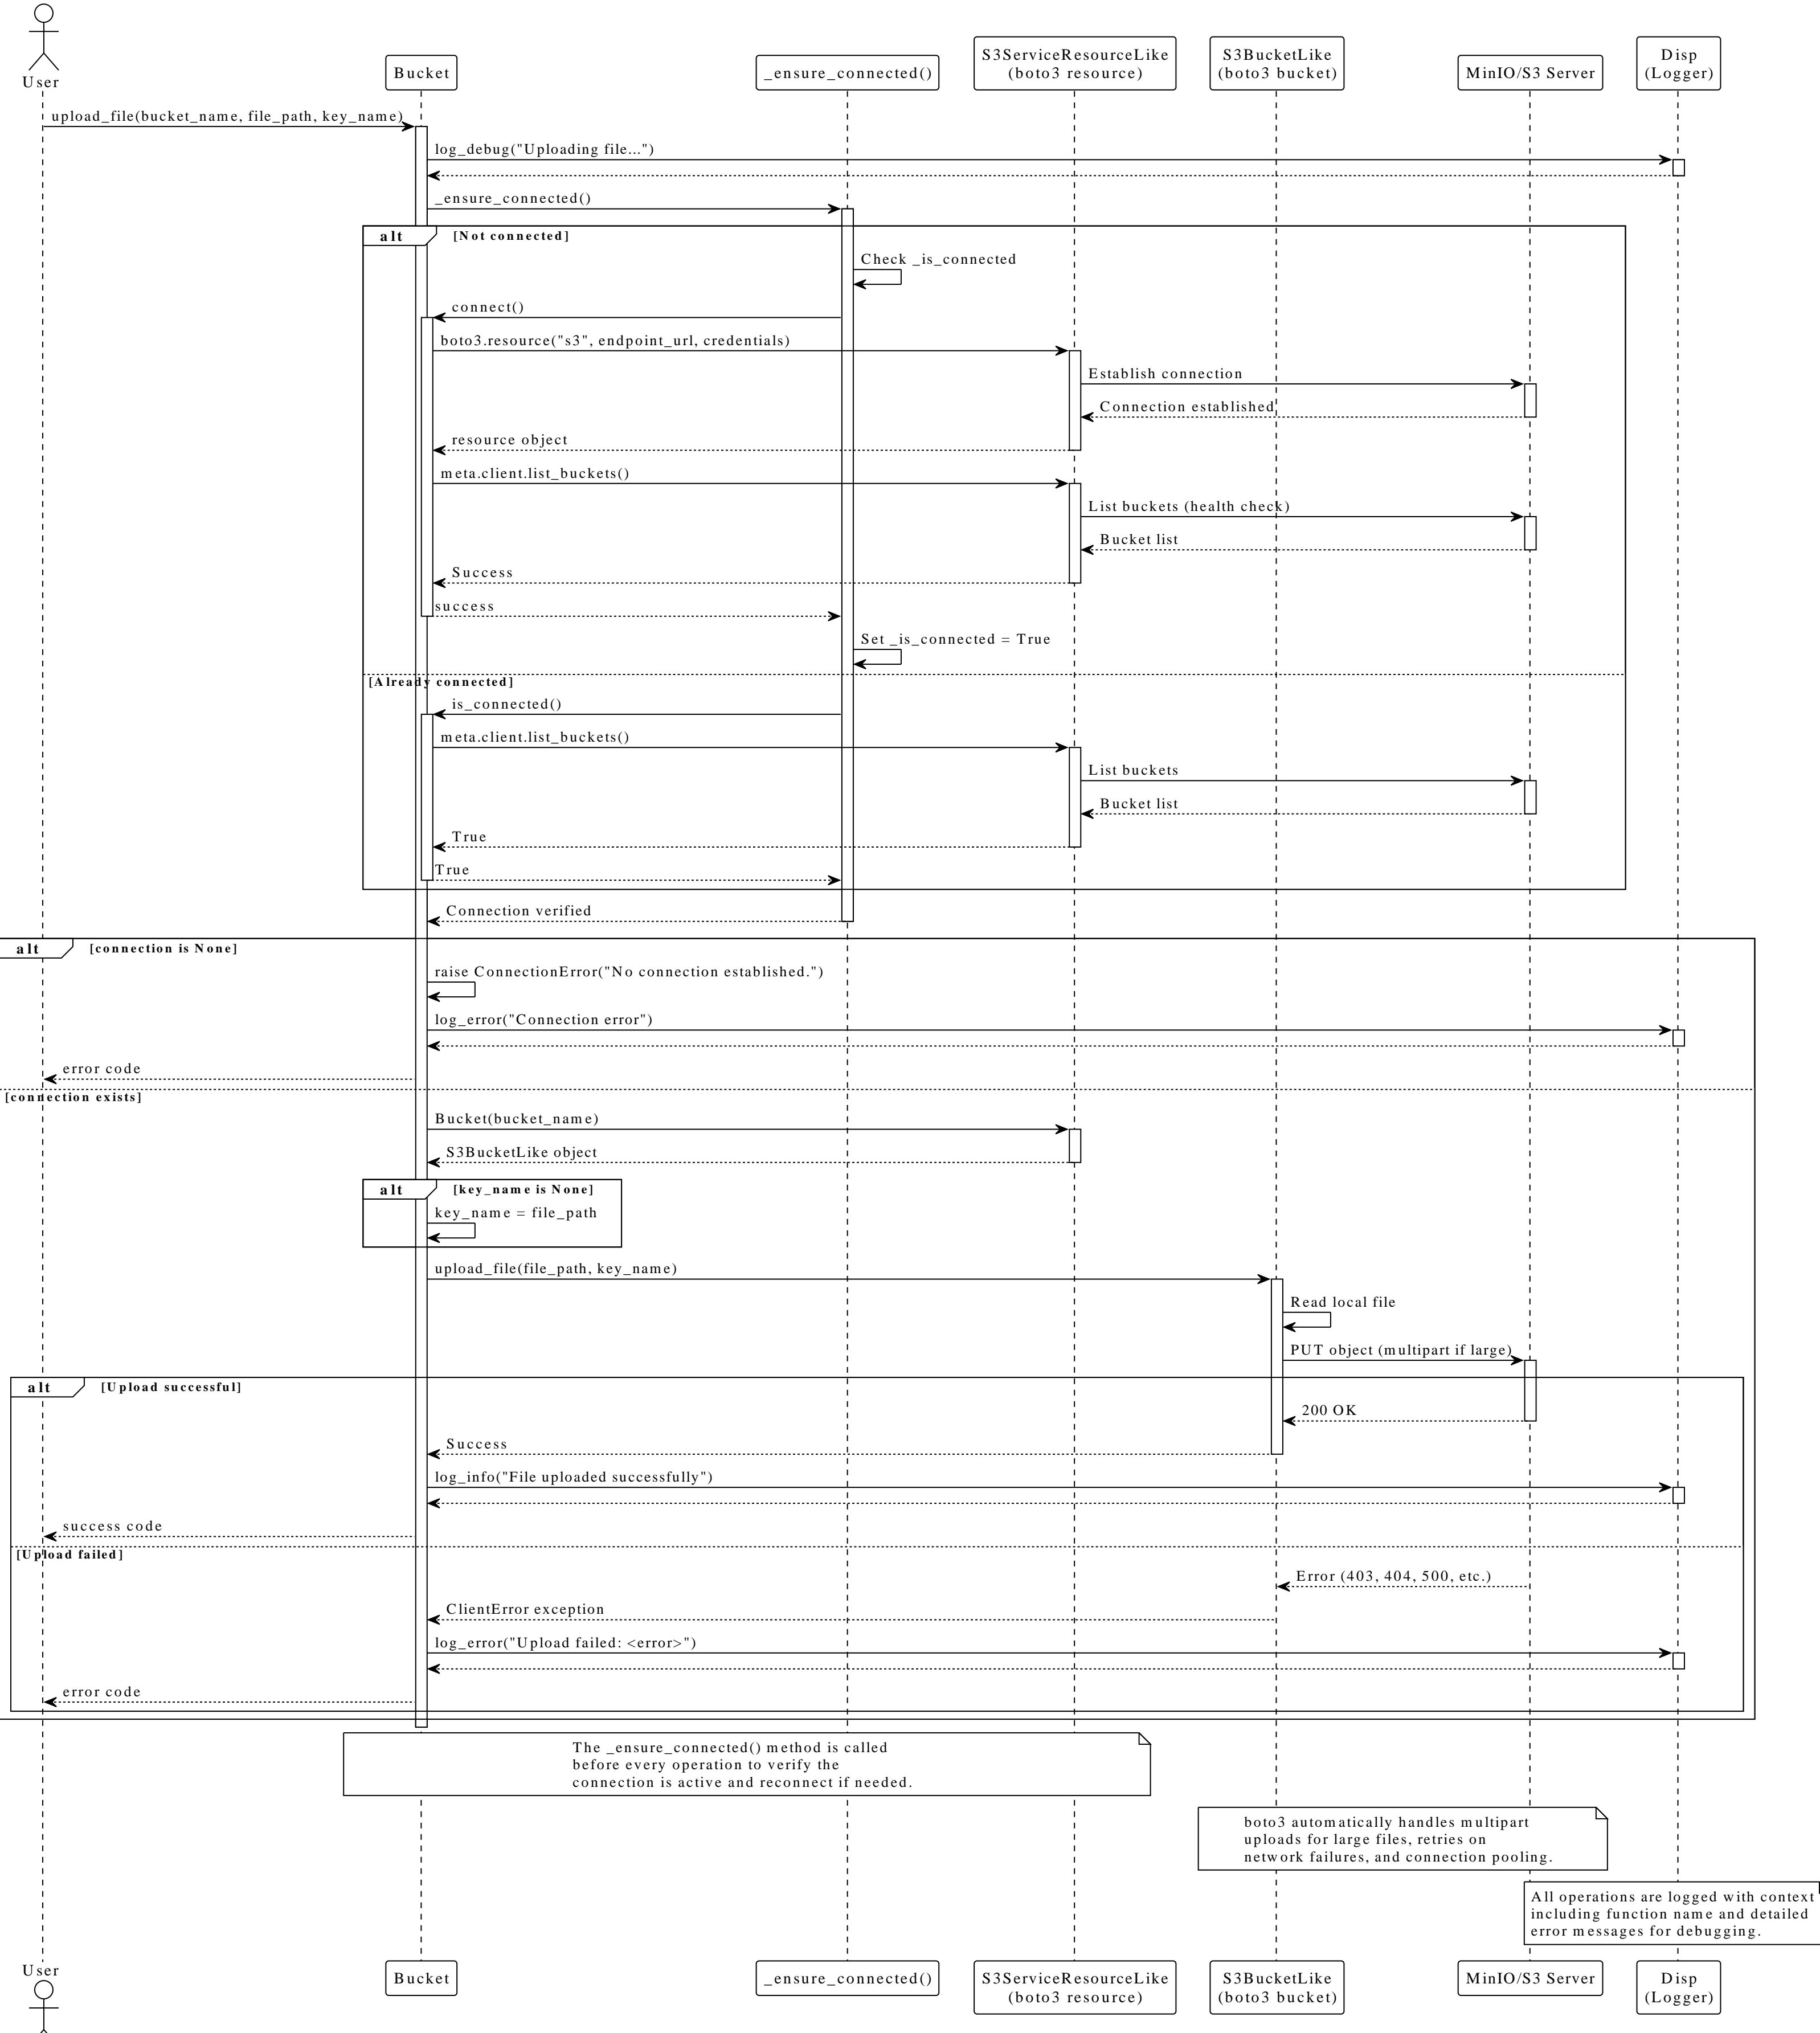 User
Bucket
_ensure_connected()
S3ServiceResourceLike
(boto3 resource)
S3BucketLike
(boto3 bucket)
MinIO/S3 Server
Disp
(Logger)
upload_file(bucket_name, file_path, key_name)
log_debug("Uploading file...")
_ensure_connected()
alt
[Not connected]
Check _is_connected
connect()
boto3.resource("s3", endpoint_url, credentials)
Establish connection
Connection established
resource object
meta.client.list_buckets()
List buckets (health check)
Bucket list
Success
success
Set _is_connected = True
[Already connected]
is_connected()
meta.client.list_buckets()
List buckets
Bucket list
True
True
Connection verified
alt
[connection is None]
raise ConnectionError("No connection established.")
log_error("Connection error")
error code
[connection exists]
Bucket(bucket_name)
S3BucketLike object
alt
[key_name is None]
key_name = file_path
upload_file(file_path, key_name)
Read local file
PUT object (multipart if large)
alt
[Upload successful]
200 OK
Success
log_info("File uploaded successfully")
success code
[Upload failed]
Error (403, 404, 500, etc.)
ClientError exception
log_error("Upload failed: <error>")
error code
The _ensure_connected() method is called
before every operation to verify the
connection is active and reconnect if needed.
boto3 automatically handles multipart
uploads for large files, retries on
network failures, and connection pooling.
All operations are logged with context
including function name and detailed
error messages for debugging.
User
Bucket
_ensure_connected()
S3ServiceResourceLike
(boto3 resource)
S3BucketLike
(boto3 bucket)
MinIO/S3 Server
Disp
(Logger)